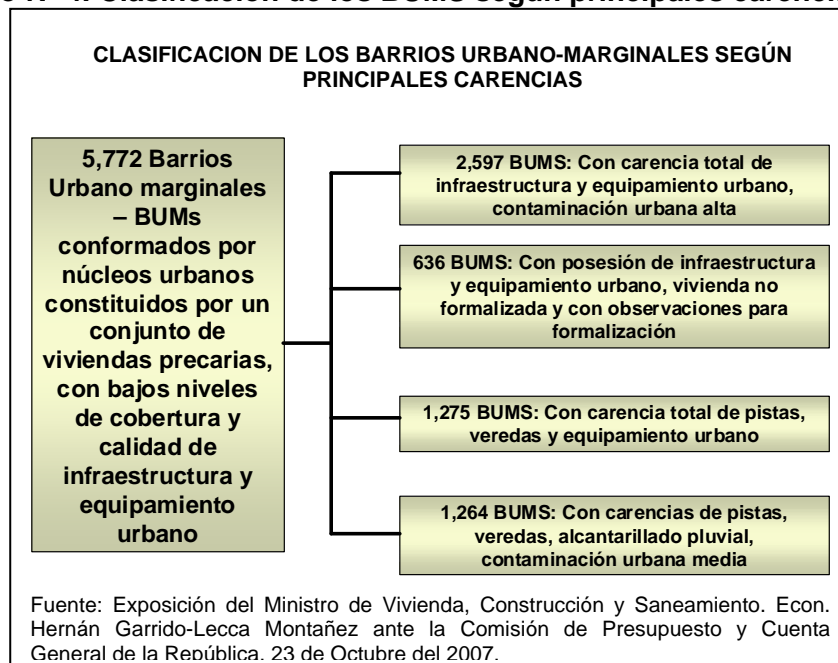 CLASIFICACION DE LOS BARRIOS URBANO-MARGINALES SEGÚN
PRINCIPALES CARENCIAS
5,772 Barrios
Urbano marginales
– BUMs
conformados por
núcleos urbanos
constituidos por un
conjunto de
viviendas precarias,
con bajos niveles
de cobertura y
calidad de
infraestructura y
equipamiento
urbano
2,597 BUMS: Con carencia total de
infraestructura y equipamiento urbano,
contaminación urbana alta
636 BUMS: Con posesión de infraestructura
y equipamiento urbano, vivienda no
formalizada y con observaciones para
formalización
1,275 BUMS: Con carencia total de pistas,
veredas y equipamiento urbano
1,264 BUMS: Con carencias de pistas,
veredas, alcantarillado pluvial,
contaminación urbana media
Fuente: Exposición del Ministro de Vivienda, Construcción y Saneamiento. Econ.
Hernán Garrido-Lecca Montañez ante la Comisión de Presupuesto y Cuenta
General de la República. 23 de Octubre del 2007.